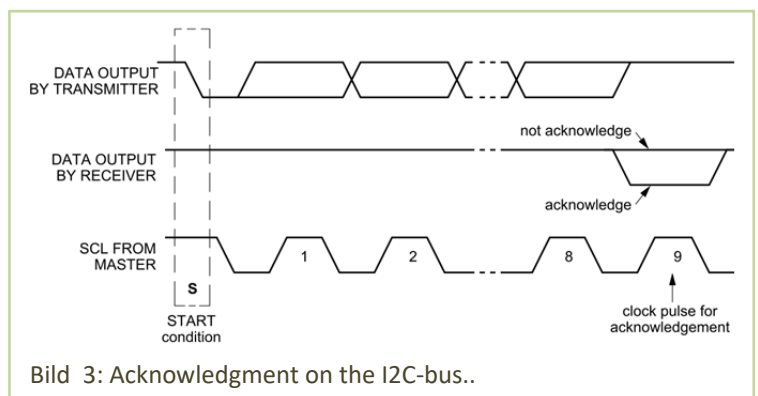 DATA OUTPUT
BY TRANSMITTER
not acknowledge
DATA OUTPUT
BY RECEIVER
acknowledge
SCL FROM
MASTER
1
2
8
9
S
START
condition
clock pulse for
acknowledgement
Bild 3: Acknowledgment on the I2C-bus..